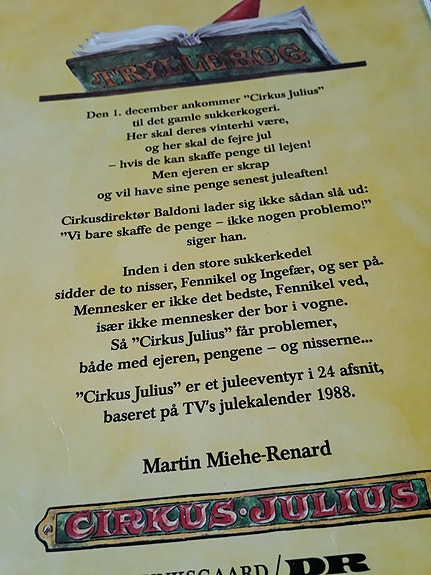 TRYLLEBOG
Den 1. december ankommer "Cirkus Julius"
til det gamle sukkerkogeri.
Her skal deres vinterhi være,
og her skal de fejre jul
– hvis de kan skaffe penge til lejen!
Men ejeren er skrap
og vil have sine penge senest juleaften!
Cirkusdirektør Baldoni lader sig ikke sådan slå ud:
"Vi bare skaffe de penge – ikke nogen problemo!"
siger han.
Inden i den store sukkerkedel
sidder de to nisser, Fennikel og Ingefær, og ser på.
Mennesker er ikke det bedste, Fennikel ved,
især ikke mennesker der bor i vogne.
Så "Cirkus Julius" får problemer,
både med ejeren, pengene – og nisserne...
"Cirkus Julius" er et juleeventyr i 24 afsnit,
baseret på TV's julekalender 1988.
Martin Miehe-Renard
CIRKUS·JULIUS
/DR